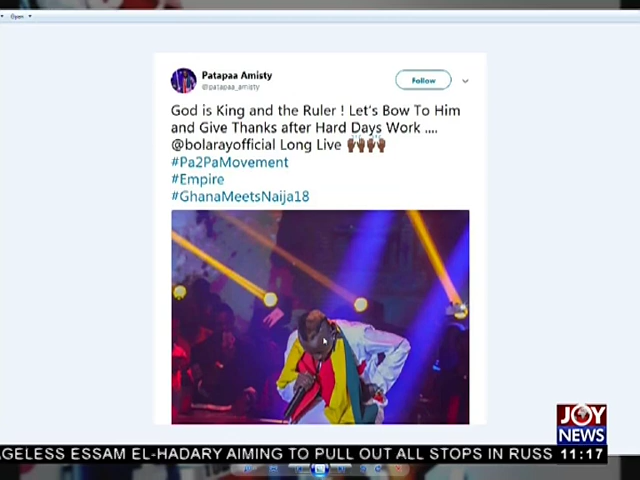 Open
Patapaa Amisty
@patapaa_amisty
Follow
God is King and the Ruler ! Let's Bow To Him
and Give Thanks after Hard Days Work ....
@bolarayofficial Long Live 🙌🏿🙌🏿
#Pa2PaMovement
#Empire
#GhanaMeetsNaija18
JOY
NEWS
AGELESS ESSAM EL-HADARY AIMING TO PULL OUT ALL STOPS IN RUSS
11:17